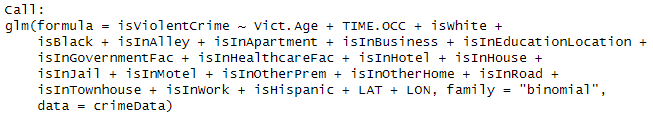 Call:
glm(formula = isViolentCrime ~ Vict.Age + TIME.OCC + isWhite +
isBlack + isInAlley + isInApartment + isInBusiness + isInEducationLocation +
isInGovernmentFac + isInHealthcareFac + isInHotel + isInHouse +
isInJail + isInMotel + isInOtherPrem + isInOtherHome + isInRoad +
isInTownhouse + isInWork + isHispanic + LAT + LON, family = "binomial",
data = crimeData)